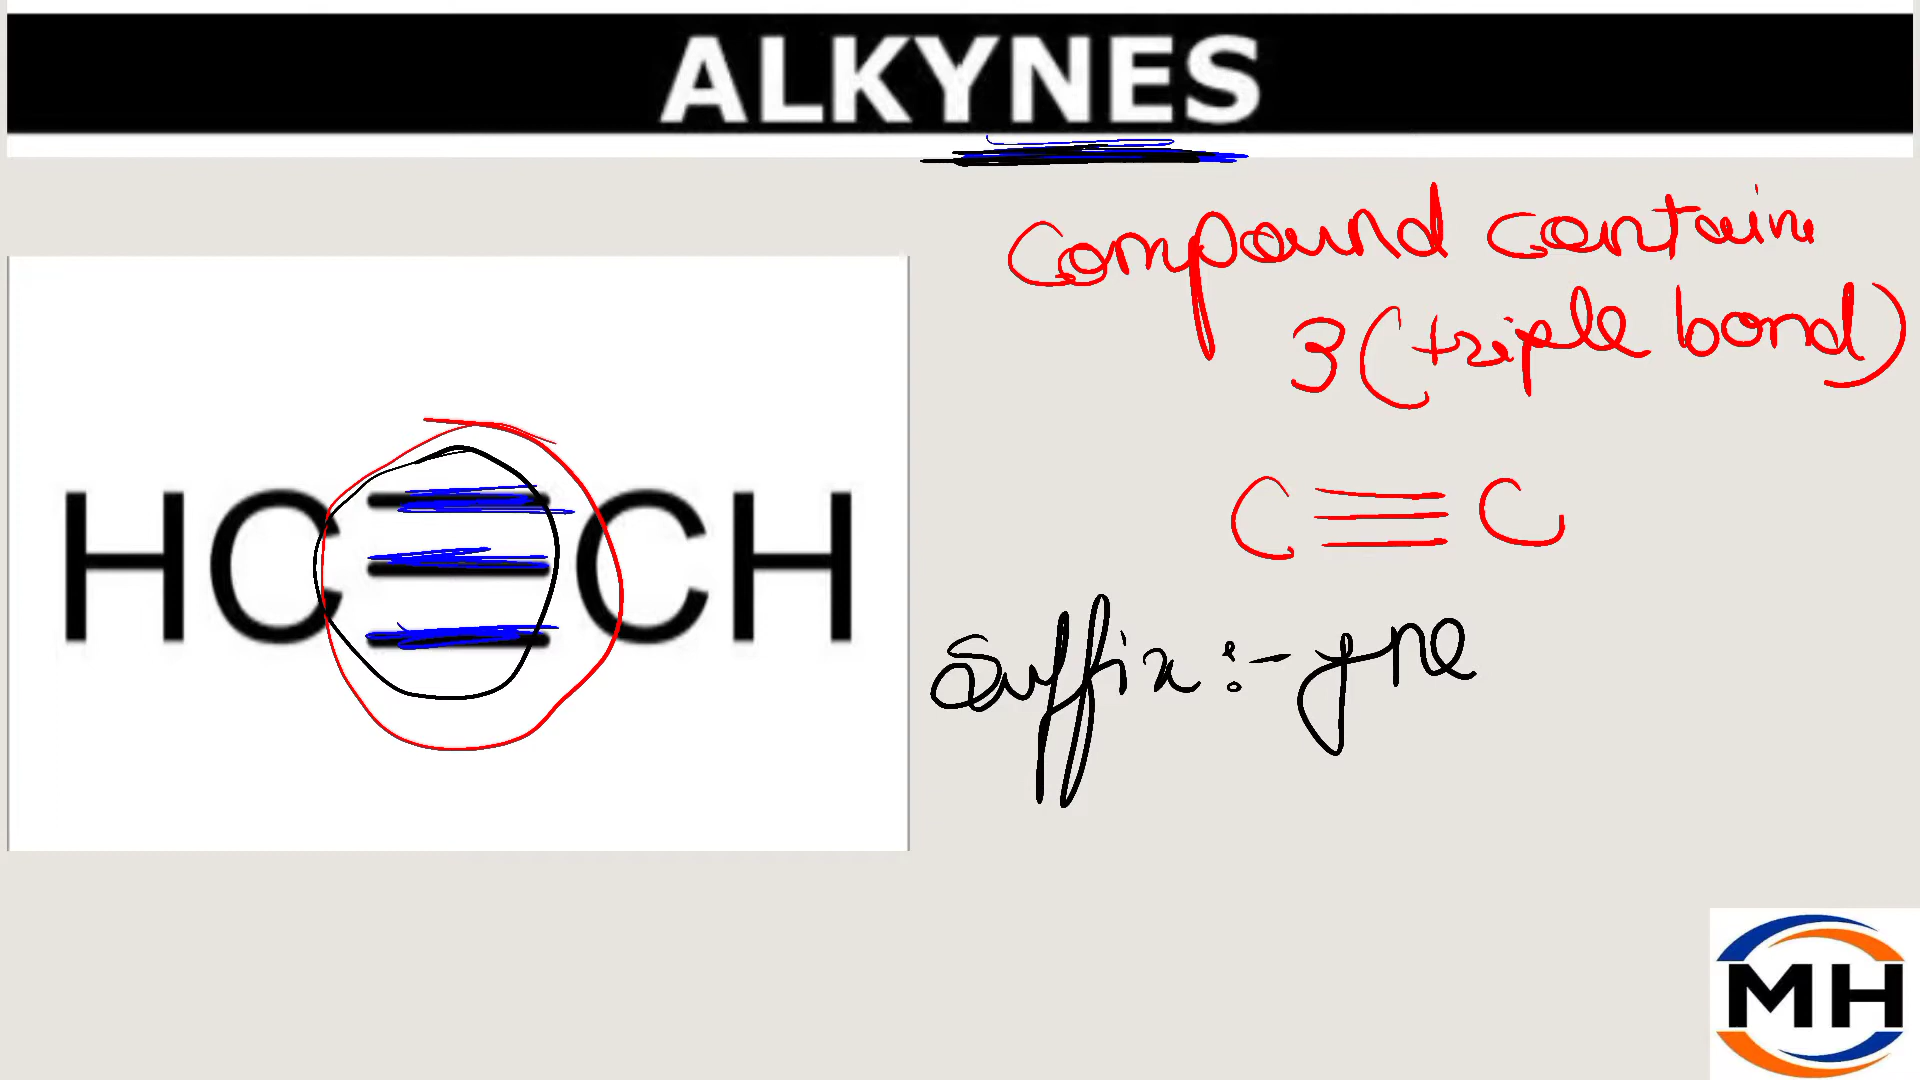 ALKYNES
Compound contain
3 (triple bond)
HC≡CH
C≡C
Suffix :- yne
MH